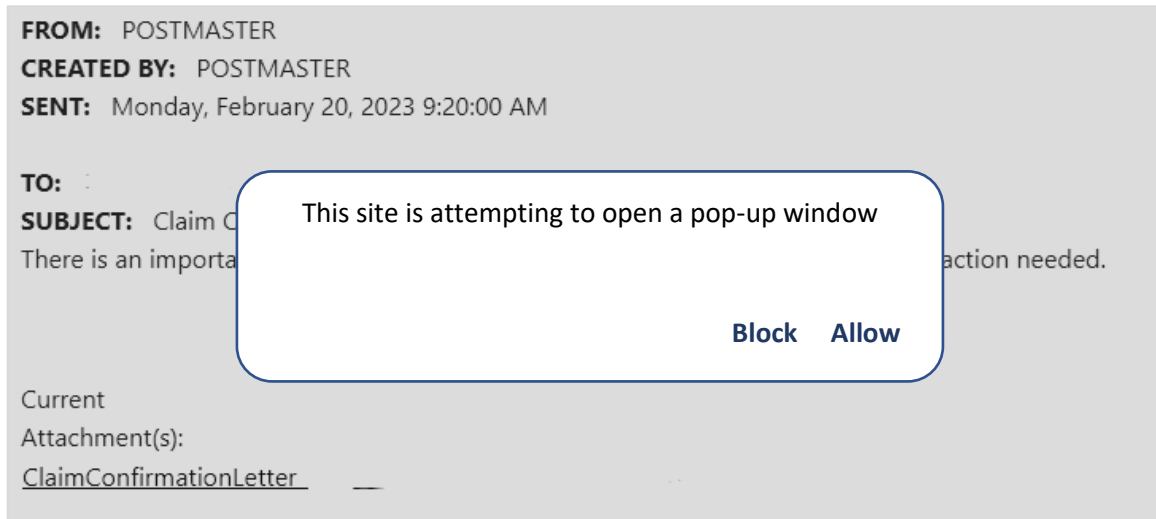 FROM: POSTMASTER
CREATED BY: POSTMASTER
SENT: Monday, February 20, 2023 9:20:00 AM
TO:
SUBJECT: Claim
There is an action needed.
This site is attempting to open a pop-up window
Block Allow
Current
Attachment(s):
ClaimConfirmationLetter